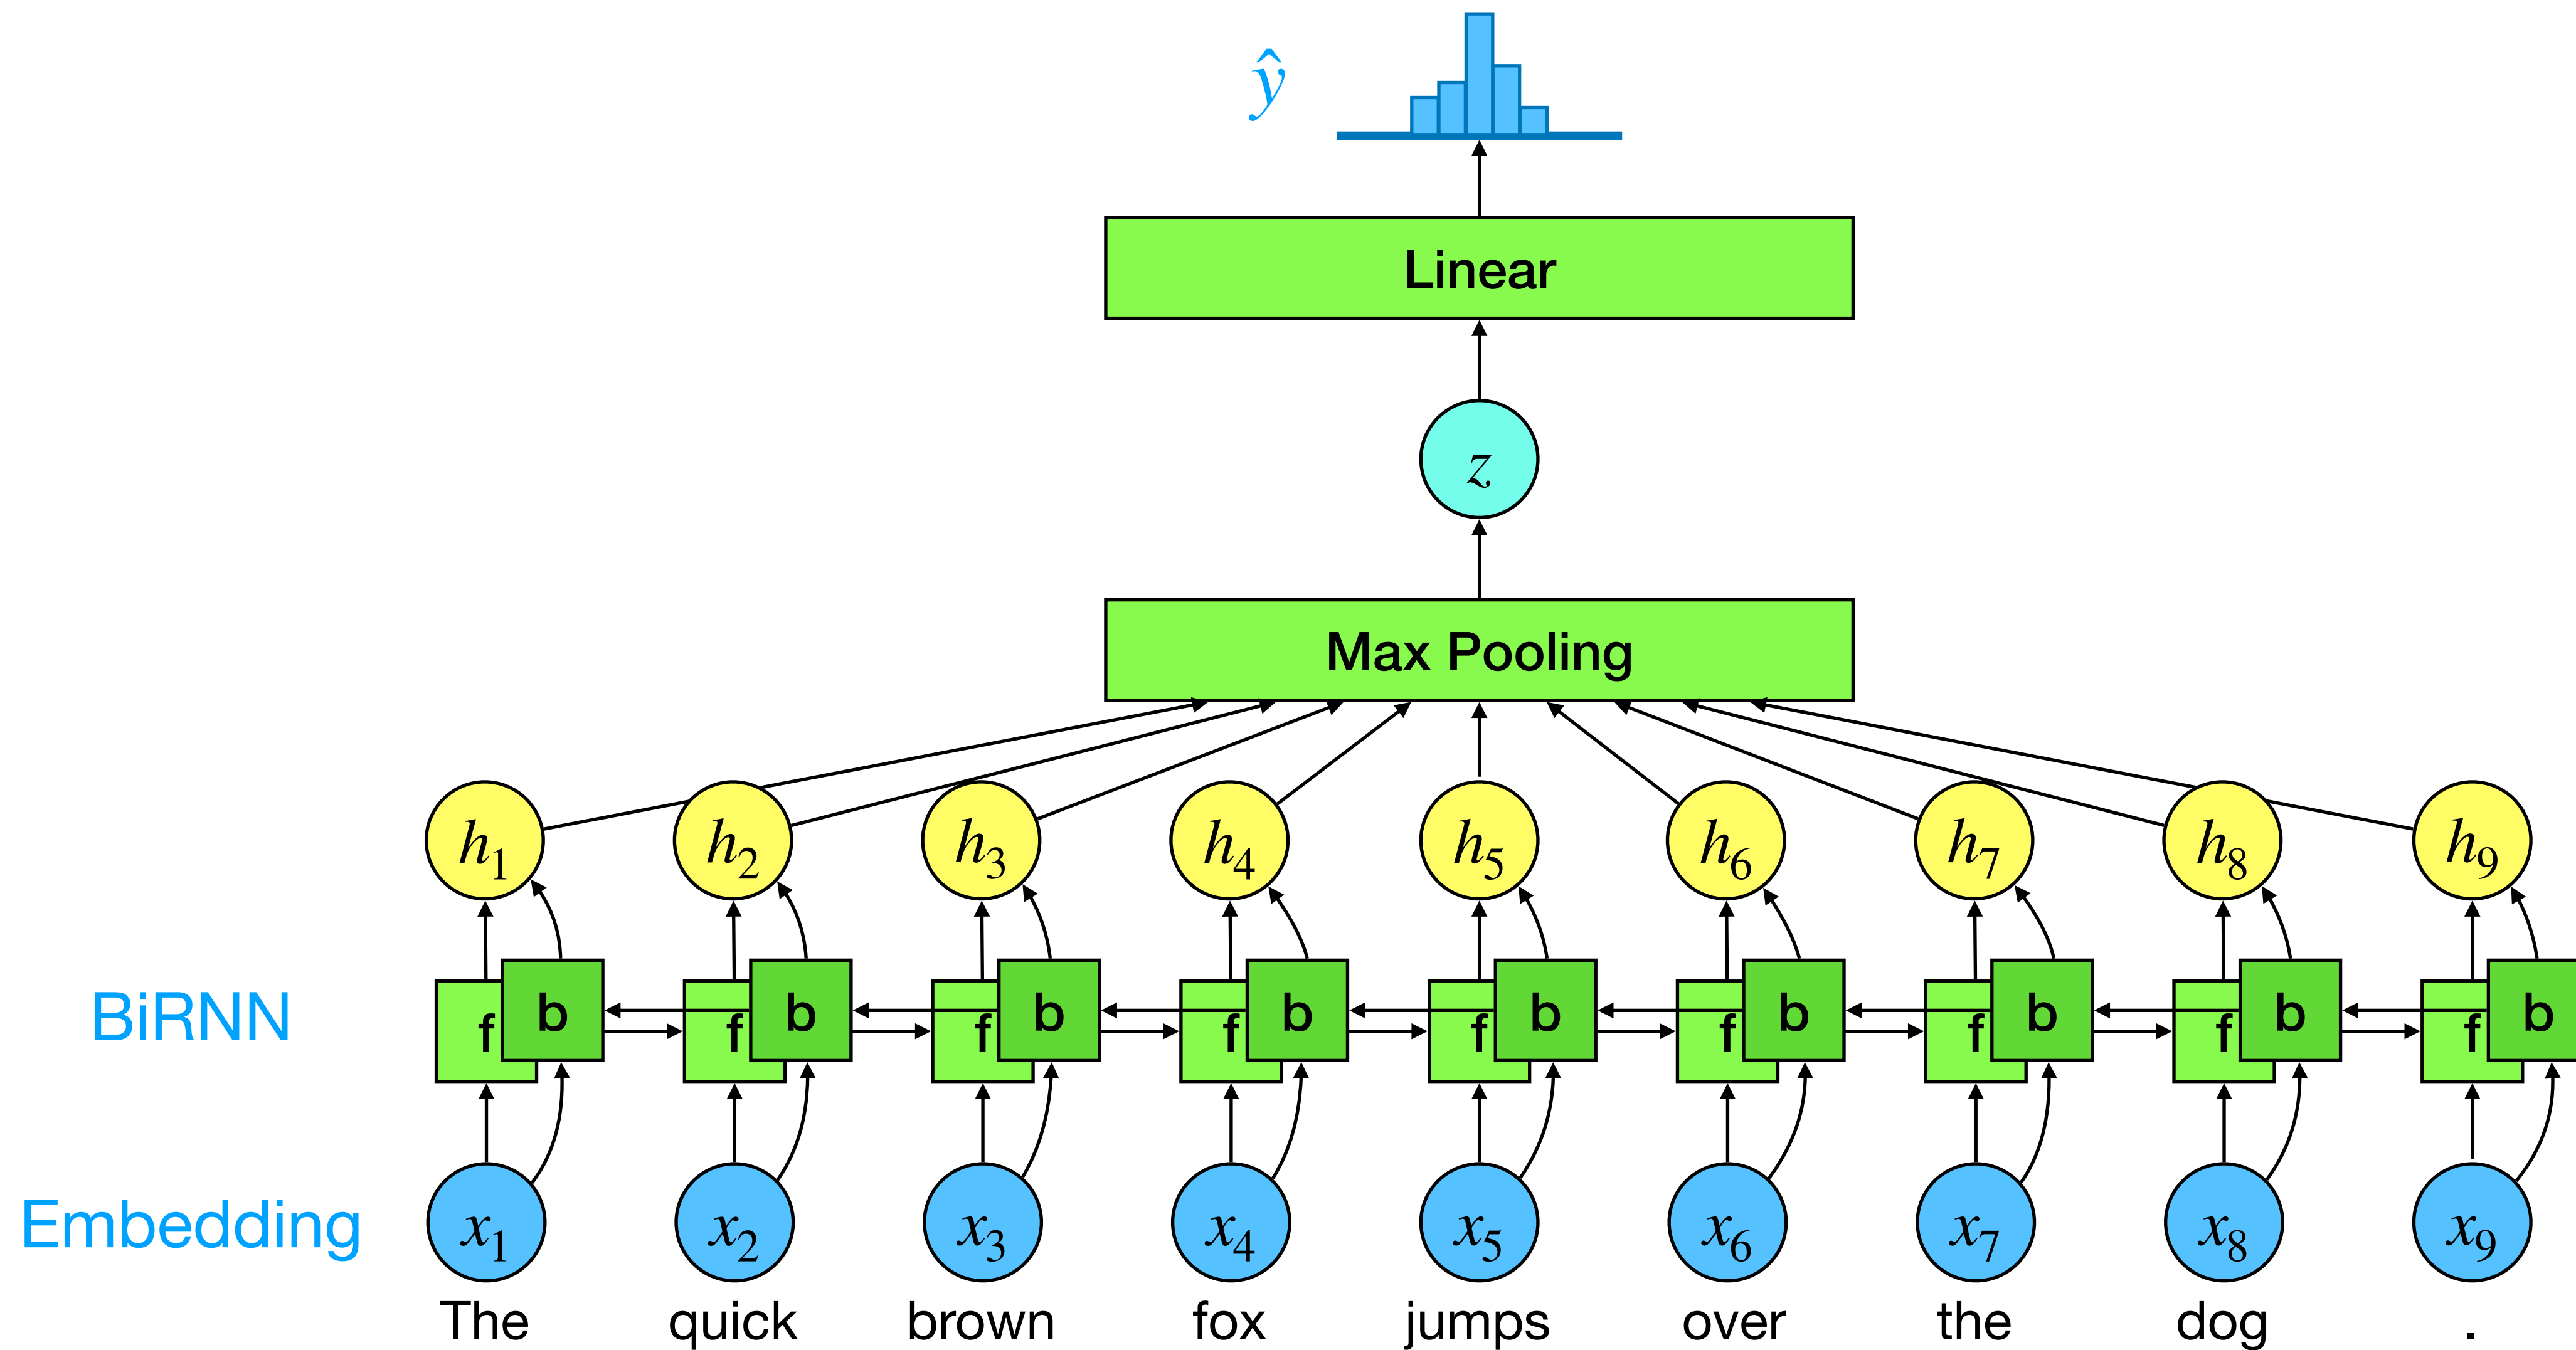 ŷ
Linear
z
Max Pooling
h1 h2 h3 h4 h5 h6 h7 h8 h9
BiRNN f b f b f b f b f b f b f b f b f b
Embedding x1 x2 x3 x4 x5 x6 x7 x8 x9
The quick brown fox jumps over the dog .